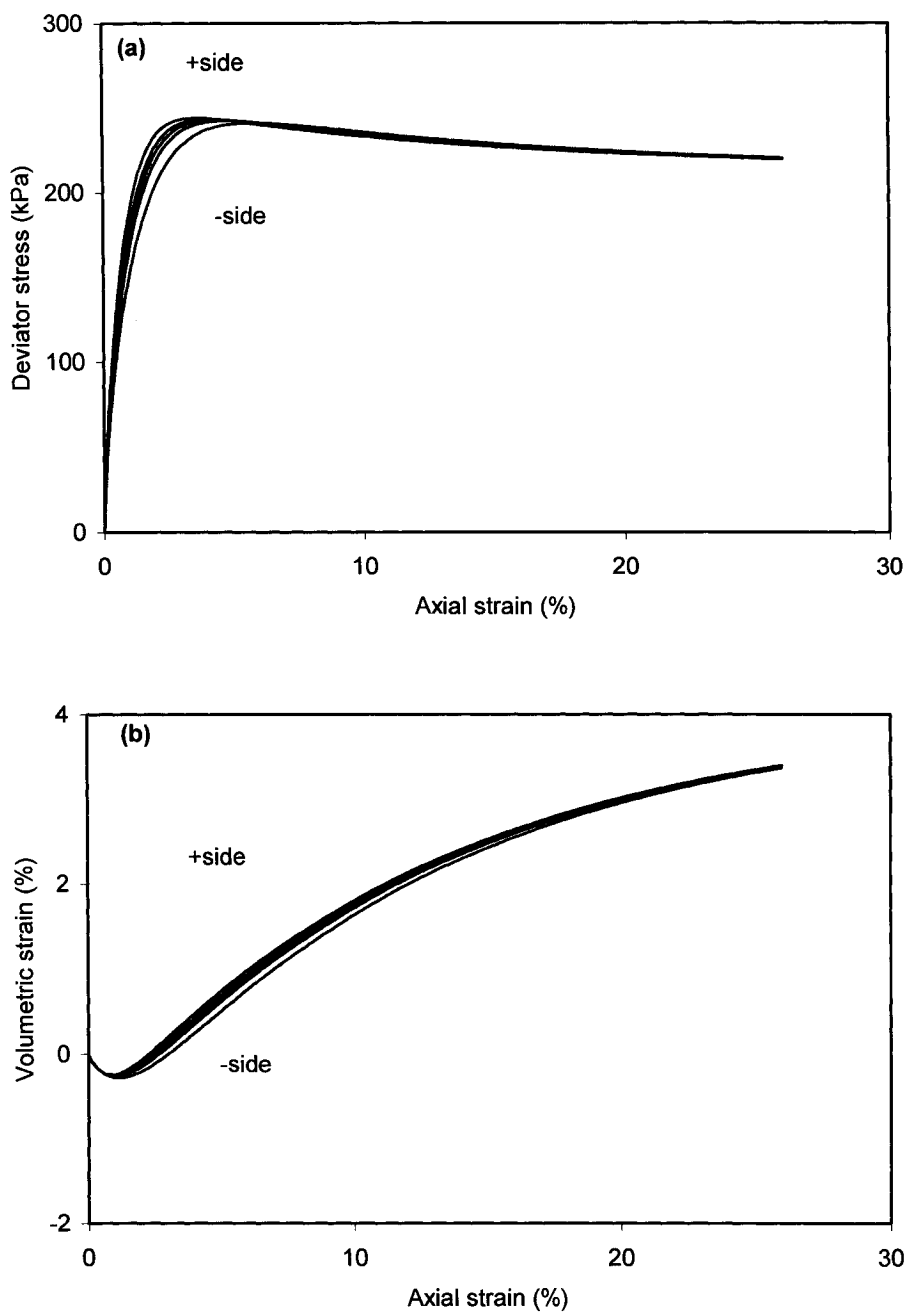 300
(a)
+side
200
-side
Deviator stress (kPa)
100
0
0 10 20 30
Axial strain (%)
4
(b)
+side
2
Volumetric strain (%)
0
-side
-2
0 10 20 30
Axial strain (%)